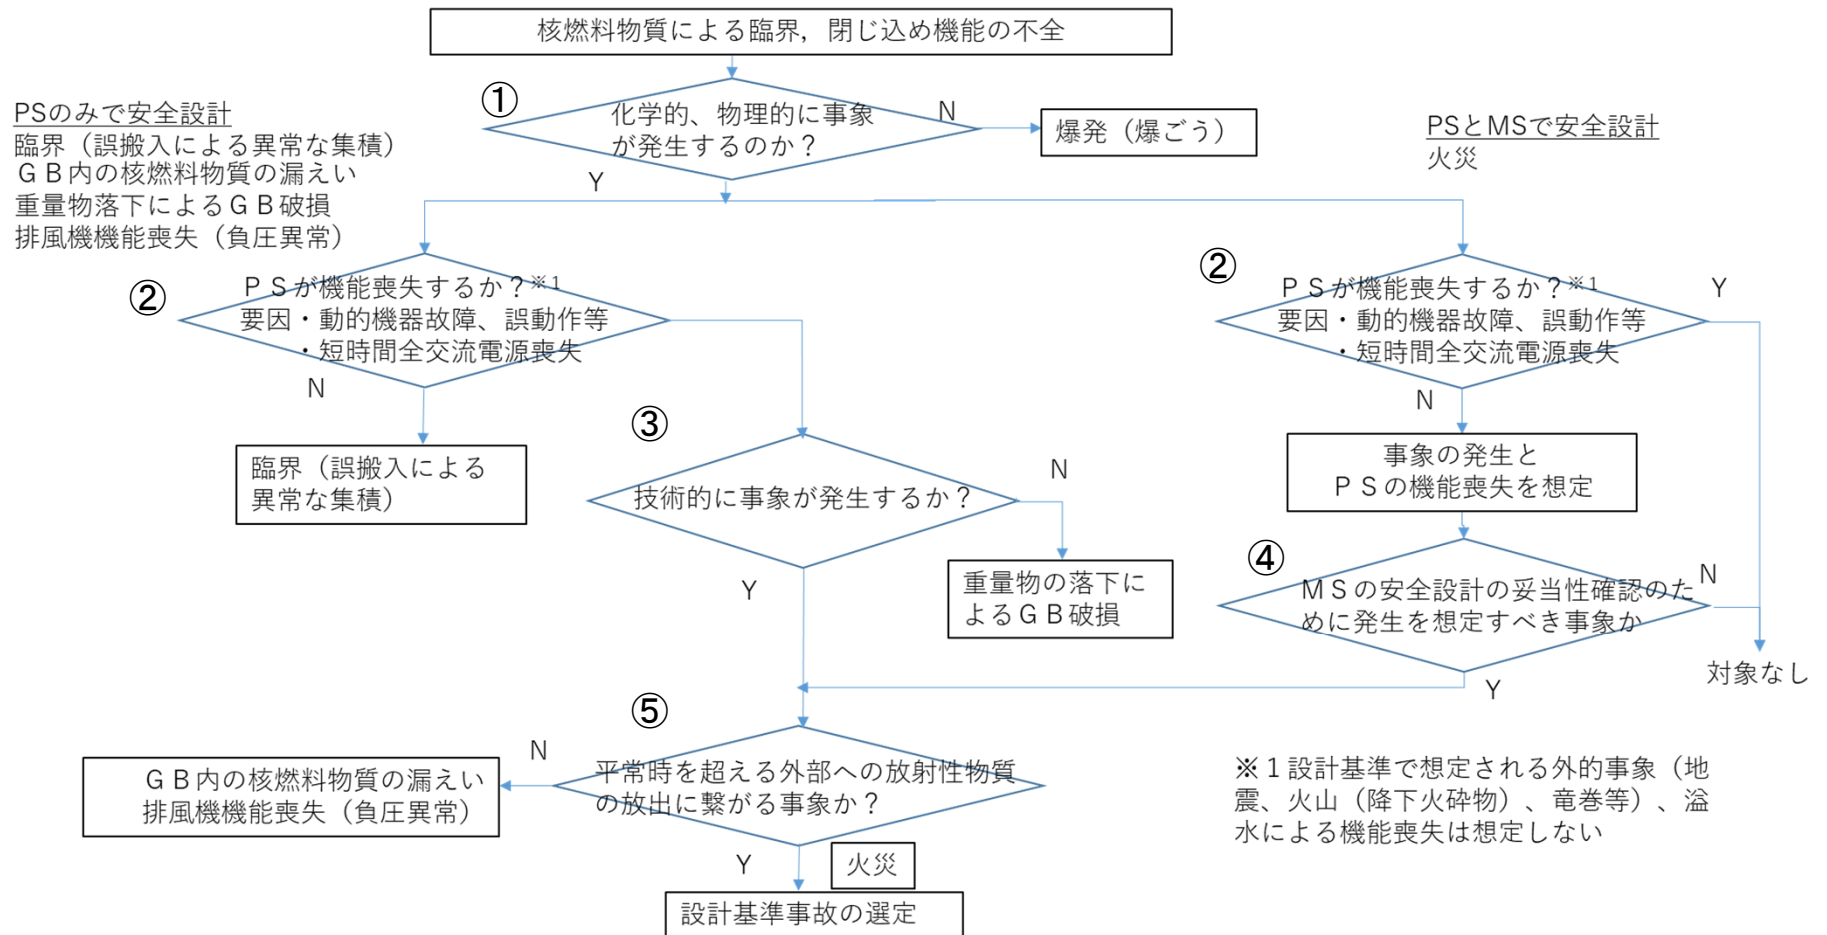 核燃料物質による臨界，閉じ込め機能の不全
①
化学的、物理的に事象
が発生するのか？
N
爆発（爆ごう）
Y
PSのみで安全設計
臨界（誤搬入による異常な集積）
ＧＢ内の核燃料物質の漏えい
重量物落下によるＧＢ破損
排風機機能喪失（負圧異常）
PSとMSで安全設計
火災
②
ＰＳが機能喪失するか？※1
要因・動的機器故障、誤動作等
・短時間全交流電源喪失
N
臨界（誤搬入による
異常な集積）
②
ＰＳが機能喪失するか？※1
要因・動的機器故障、誤動作等
・短時間全交流電源喪失
Y
N
事象の発生と
ＰＳの機能喪失を想定
③
技術的に事象が発生するか？
N
Y
重量物の落下に
よるＧＢ破損
④
ＭＳの安全設計の妥当性確認のた
めに発生を想定すべき事象か
N
Y
対象なし
⑤
平常時を超える外部への放射性物質
の放出に繋がる事象か？
N
ＧＢ内の核燃料物質の漏えい
排風機機能喪失（負圧異常）
Y
火災
設計基準事故の選定
※１設計基準で想定される外的事象（地
震、火山（降下火砕物）、竜巻等）、溢
水による機能喪失は想定しない